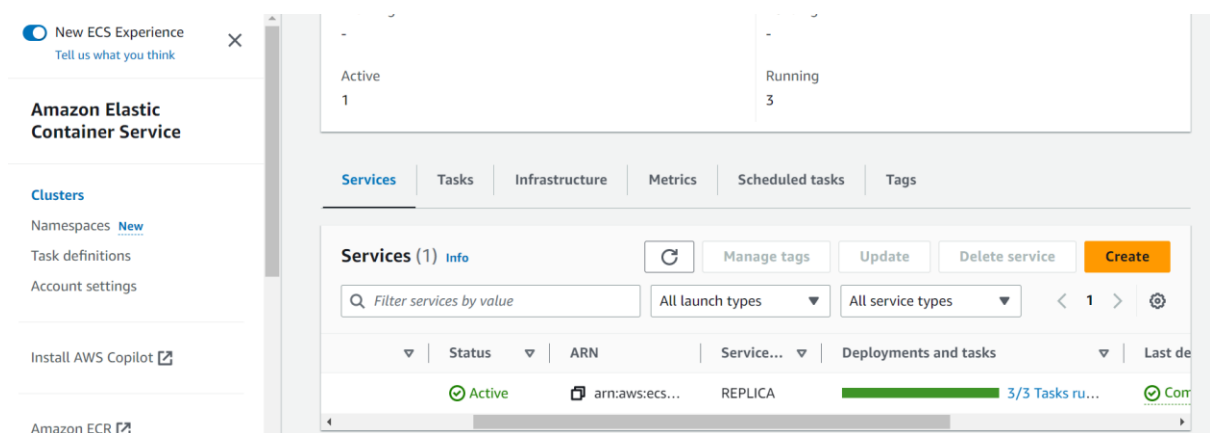 New ECS Experience
Tell us what you think
Amazon Elastic
Container Service
Clusters
Namespaces New
Task definitions
Account settings
Install AWS Copilot
Amazon ECR
-
-
Active
Running
1
3
Services Tasks Infrastructure Metrics Scheduled tasks Tags
Services (1) Info Manage tags Update Delete service Create
Filter services by value All launch types All service types 1
Status ARN Service... Deployments and tasks Last de
Active arn:aws:ecs... REPLICA 3/3 Tasks ru... Com